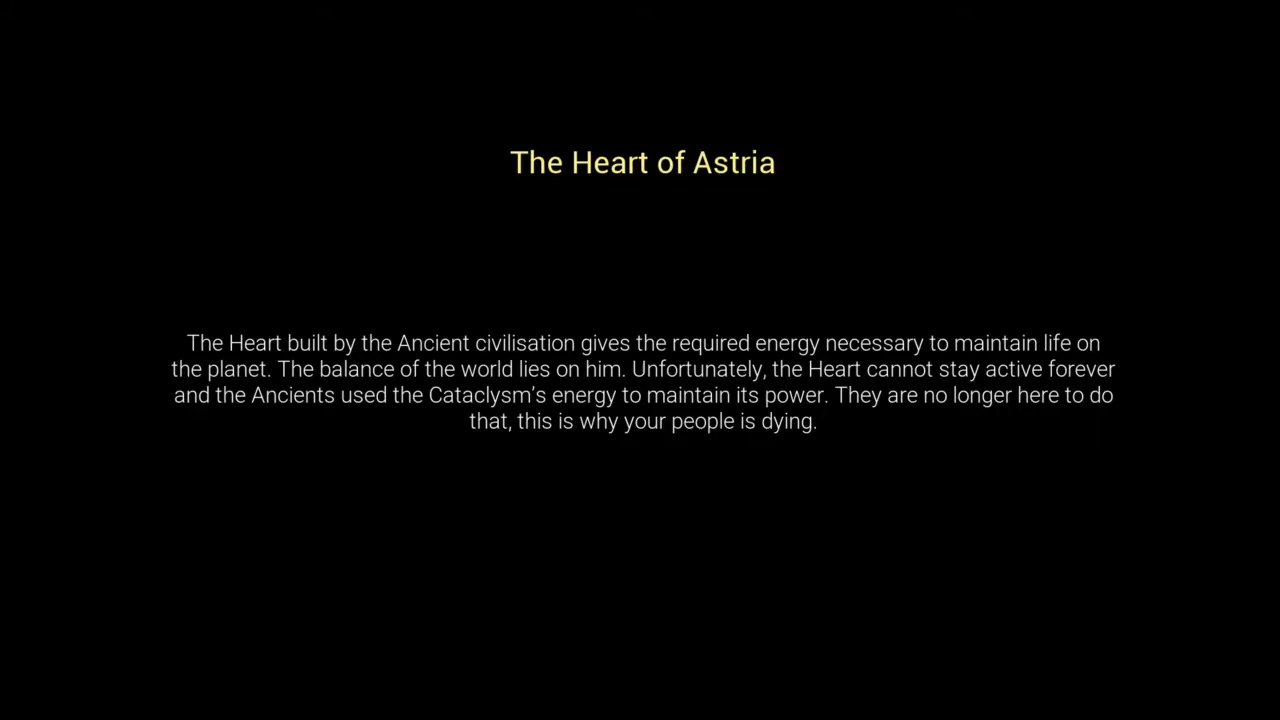 The Heart of Astria
The Heart built by the Ancient civilisation gives the required energy necessary to maintain life on
the planet. The balance of the world lies on him. Unfortunately, the Heart cannot stay active forever
and the Ancients used the Cataclysm's energy to maintain its power. They are no longer here to do
that, this is why your people is dying.